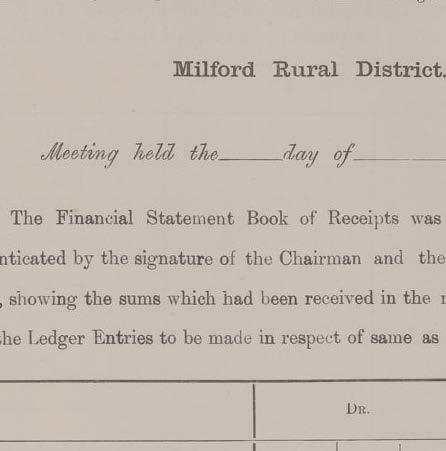 Milford Rural District.
Meeting held the day of
The Financial Statement Book of Receipts was
nticated by the signature of the Chairman and the
, showing the sums which had been received in the
the Ledger Entries to be made in respect of same as
DR.